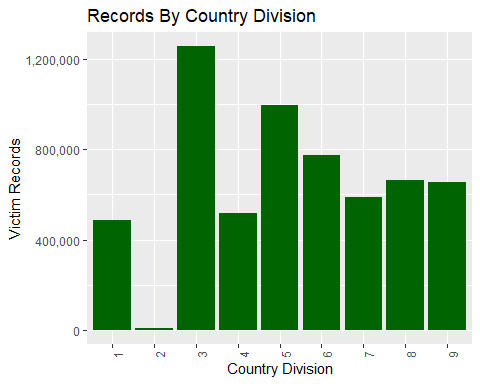 Records By Country Division
Victim Records
1,200,000
800,000
400,000
0
1 2 3 4 5 6 7 8 9
Country Division